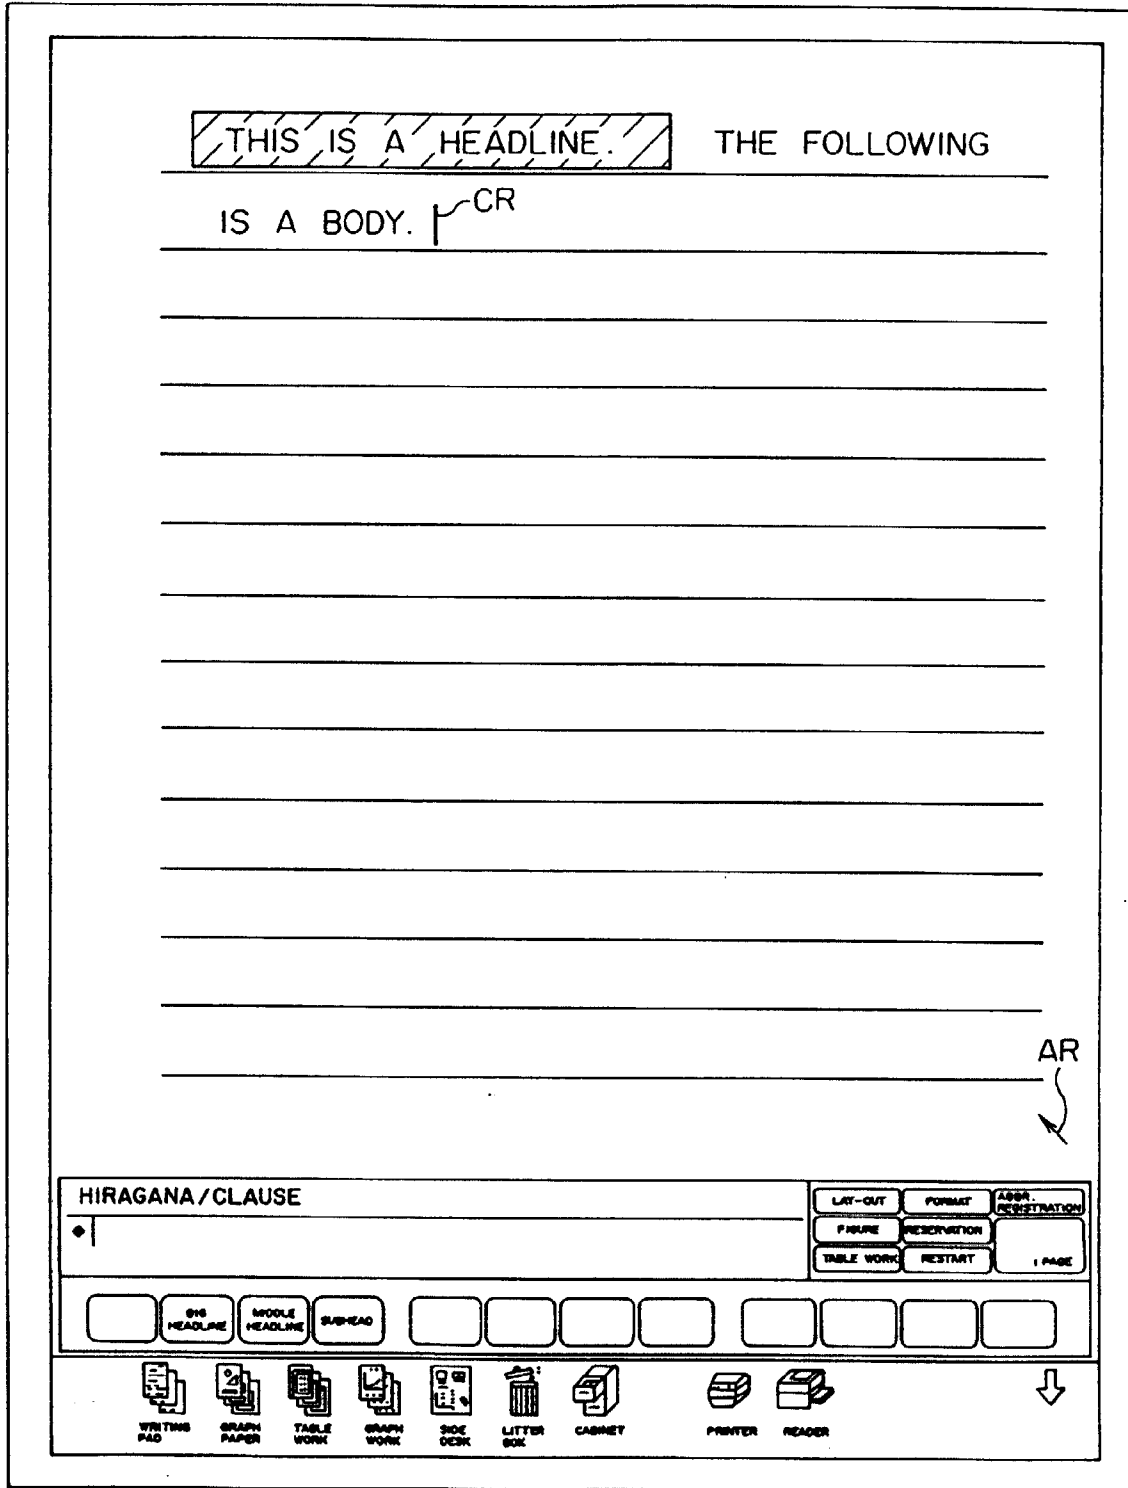 THIS IS A HEADLINE. THE FOLLOWING
IS A BODY. CR
AR
HIRAGANA/CLAUSE
LAY-OUT FORMAT ABBR. REGISTRATION
FIGURE RESERVATION
TABLE WORK RESTART 1 PAGE
BIG HEADLINE MIDDLE HEADLINE SUBHEAD
WRITING PAD GRAPH PAPER TABLE WORK GRAPH WORK SIDE DESK LITTER BOX CABINET PRINTER READER